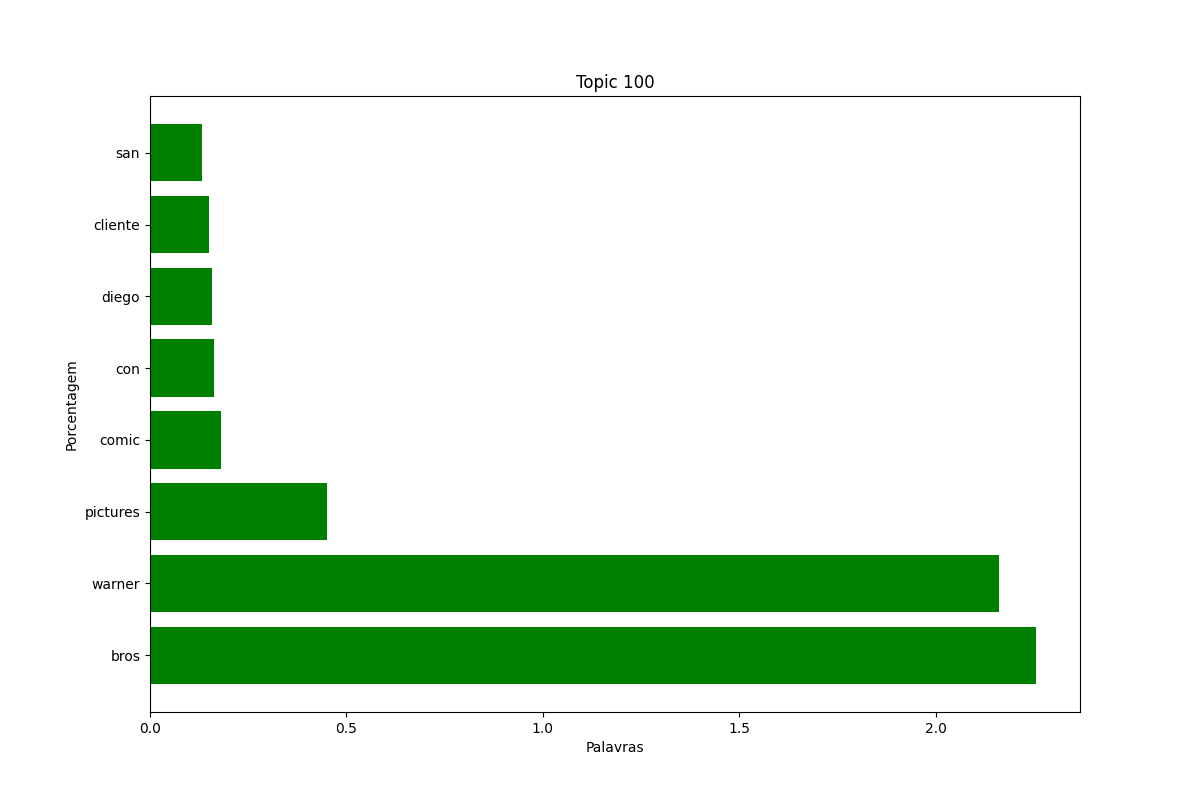 Topic 100
san
cliente
diego
con
comic
pictures
warner
bros
Porcentagem
0.0 0.5 1.0 1.5 2.0
Palavras